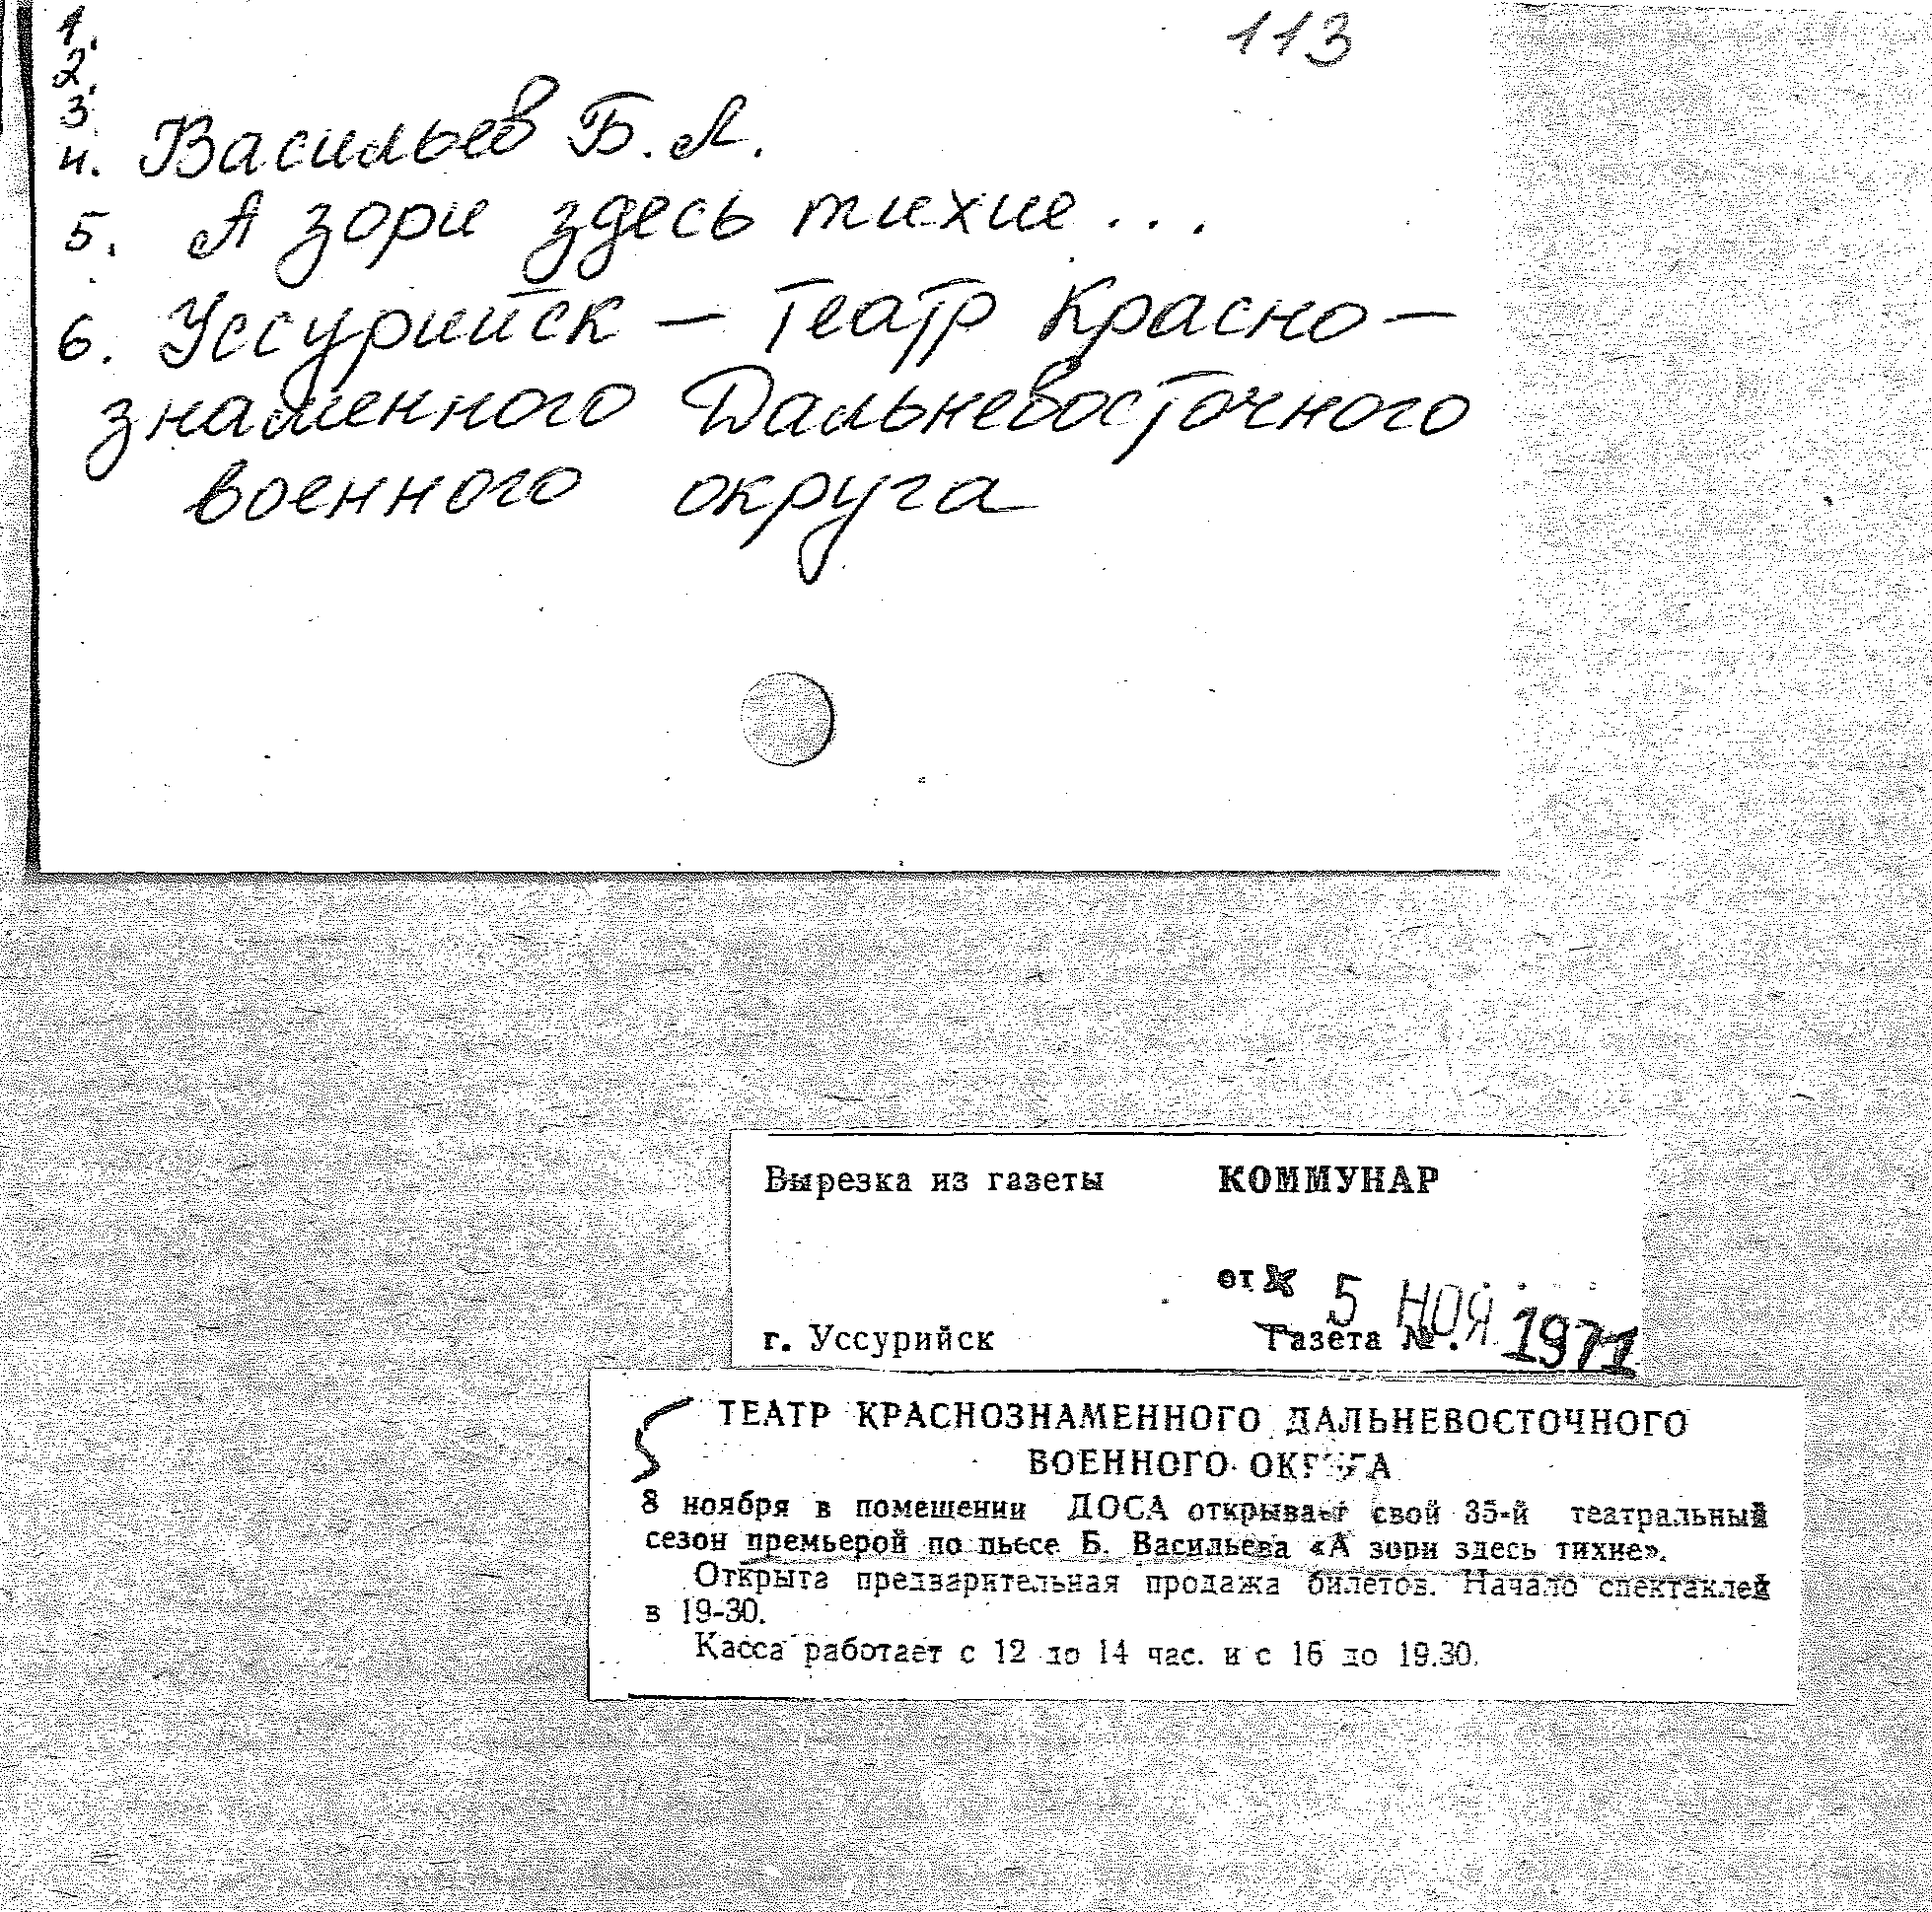 113
1.
2.
3.
4. Васильев Б. А.
5. А зори здесь тихие...
6. Уссурийск — Театр Красно—
знаменного Дальневосточного
военного округа
Вырезка из газеты КОММУНАР
от 5 НОЯ 1971
г. Уссурийск Газета №.
ТЕАТР КРАСНОЗНАМЕННОГО ДАЛЬНЕВОСТОЧНОГО
ВОЕННОГО ОКРУГА
8 ноября в помещении ДОСА открывает свой 35-й театральный
сезон премьерой по пьесе Б. Васильева «А зори здесь тихие».
Открыта предварительная продажа билетов. Начало спектаклей
в 19-30.
Касса работает с 12 до 14 час. и с 16 до 19.30.